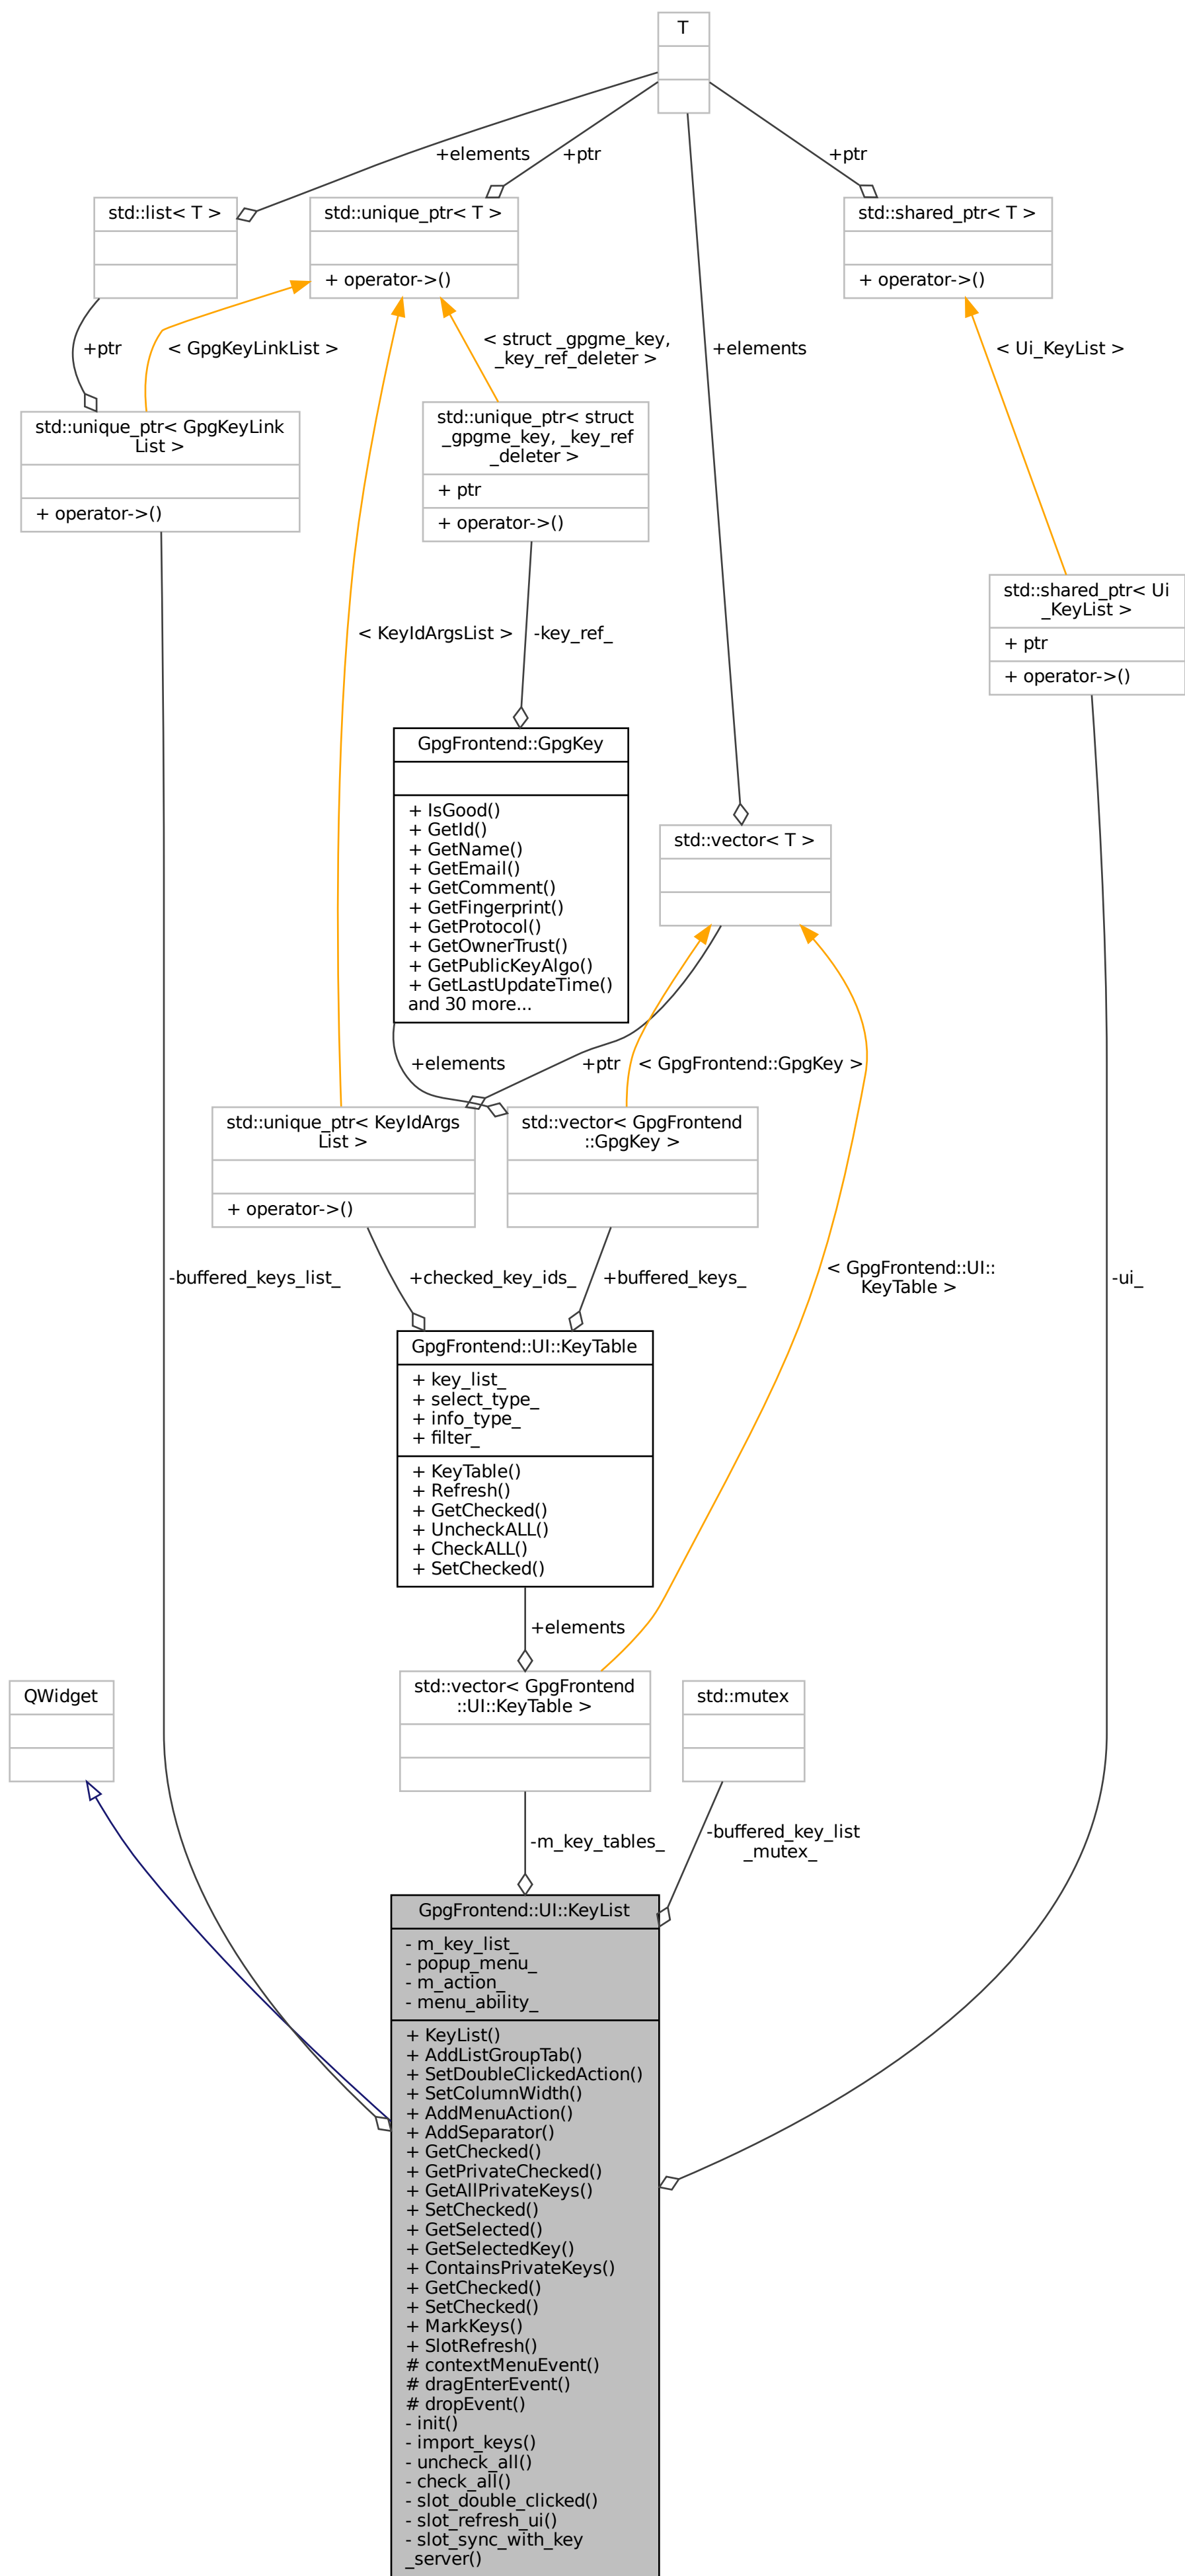 T
+elements
+ptr
+ptr
std::list< T >
std::unique_ptr< T >
+ operator->()
std::shared_ptr< T >
+ operator->()
+ptr
< GpgKeyLinkList >
< struct _gpgme_key,
_key_ref_deleter >
+elements
< Ui_KeyList >
std::unique_ptr< GpgKeyLink
List >
+ operator->()
std::unique_ptr< struct
_gpgme_key, _key_ref
_deleter >
+ ptr
+ operator->()
std::shared_ptr< Ui
_KeyList >
+ ptr
+ operator->()
< KeyIdArgsList >
-key_ref_
GpgFrontend::GpgKey
+ IsGood()
+ GetId()
+ GetName()
+ GetEmail()
+ GetComment()
+ GetFingerprint()
+ GetProtocol()
+ GetOwnerTrust()
+ GetPublicKeyAlgo()
+ GetLastUpdateTime()
and 30 more...
std::vector< T >
+elements
+ptr
< GpgFrontend::GpgKey >
std::unique_ptr< KeyIdArgs
List >
+ operator->()
std::vector< GpgFrontend
::GpgKey >
-buffered_keys_list_
+checked_key_ids_
+buffered_keys_
< GpgFrontend::UI::
KeyTable >
-ui_
GpgFrontend::UI::KeyTable
+ key_list_
+ select_type_
+ info_type_
+ filter_
+ KeyTable()
+ Refresh()
+ GetChecked()
+ UncheckALL()
+ CheckALL()
+ SetChecked()
+elements
QWidget
std::vector< GpgFrontend
::UI::KeyTable >
std::mutex
-m_key_tables_
-buffered_key_list
_mutex_
GpgFrontend::UI::KeyList
- m_key_list_
- popup_menu_
- m_action_
- menu_ability_
+ KeyList()
+ AddListGroupTab()
+ SetDoubleClickedAction()
+ SetColumnWidth()
+ AddMenuAction()
+ AddSeparator()
+ GetChecked()
+ GetPrivateChecked()
+ GetAllPrivateKeys()
+ SetChecked()
+ GetSelected()
+ GetSelectedKey()
+ ContainsPrivateKeys()
+ GetChecked()
+ SetChecked()
+ MarkKeys()
+ SlotRefresh()
# contextMenuEvent()
# dragEnterEvent()
# dropEvent()
- init()
- import_keys()
- uncheck_all()
- check_all()
- slot_double_clicked()
- slot_refresh_ui()
- slot_sync_with_key
_server()